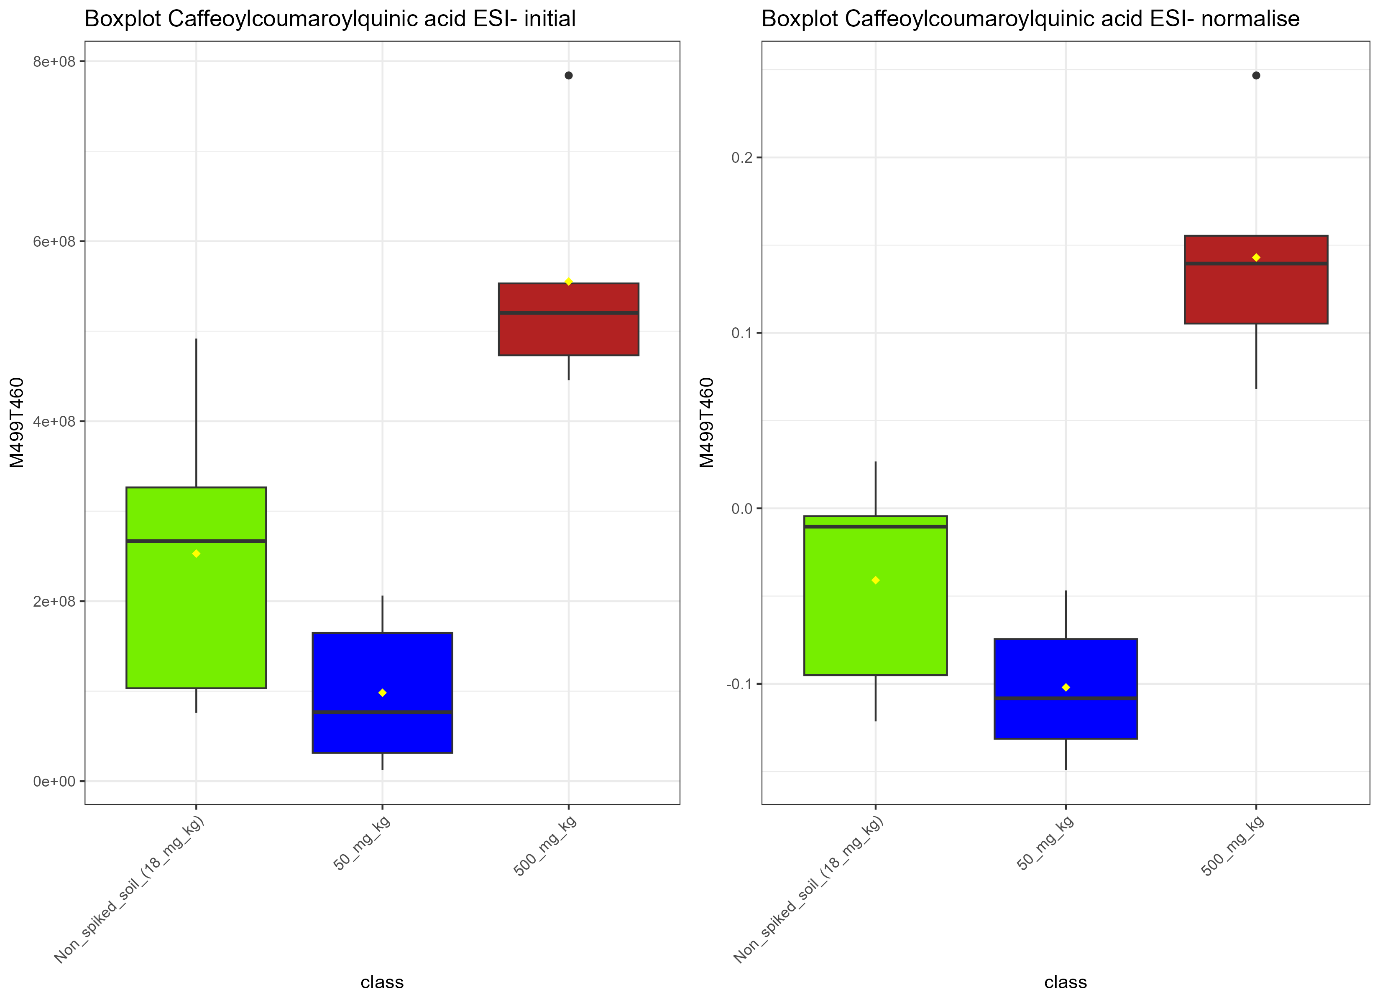 Boxplot Caffeoylcoumaroylquinic acid ESI- initial
8e+08
6e+08
4e+08
2e+08
0e+00
M499T460
Non_spiked_soil_(18_mg_kg)
50_mg_kg
500_mg_kg
class
Boxplot Caffeoylcoumaroylquinic acid ESI- normalise
0.2
0.1
0.0
-0.1
M499T460
Non_spiked_soil_(18_mg_kg)
50_mg_kg
500_mg_kg
class